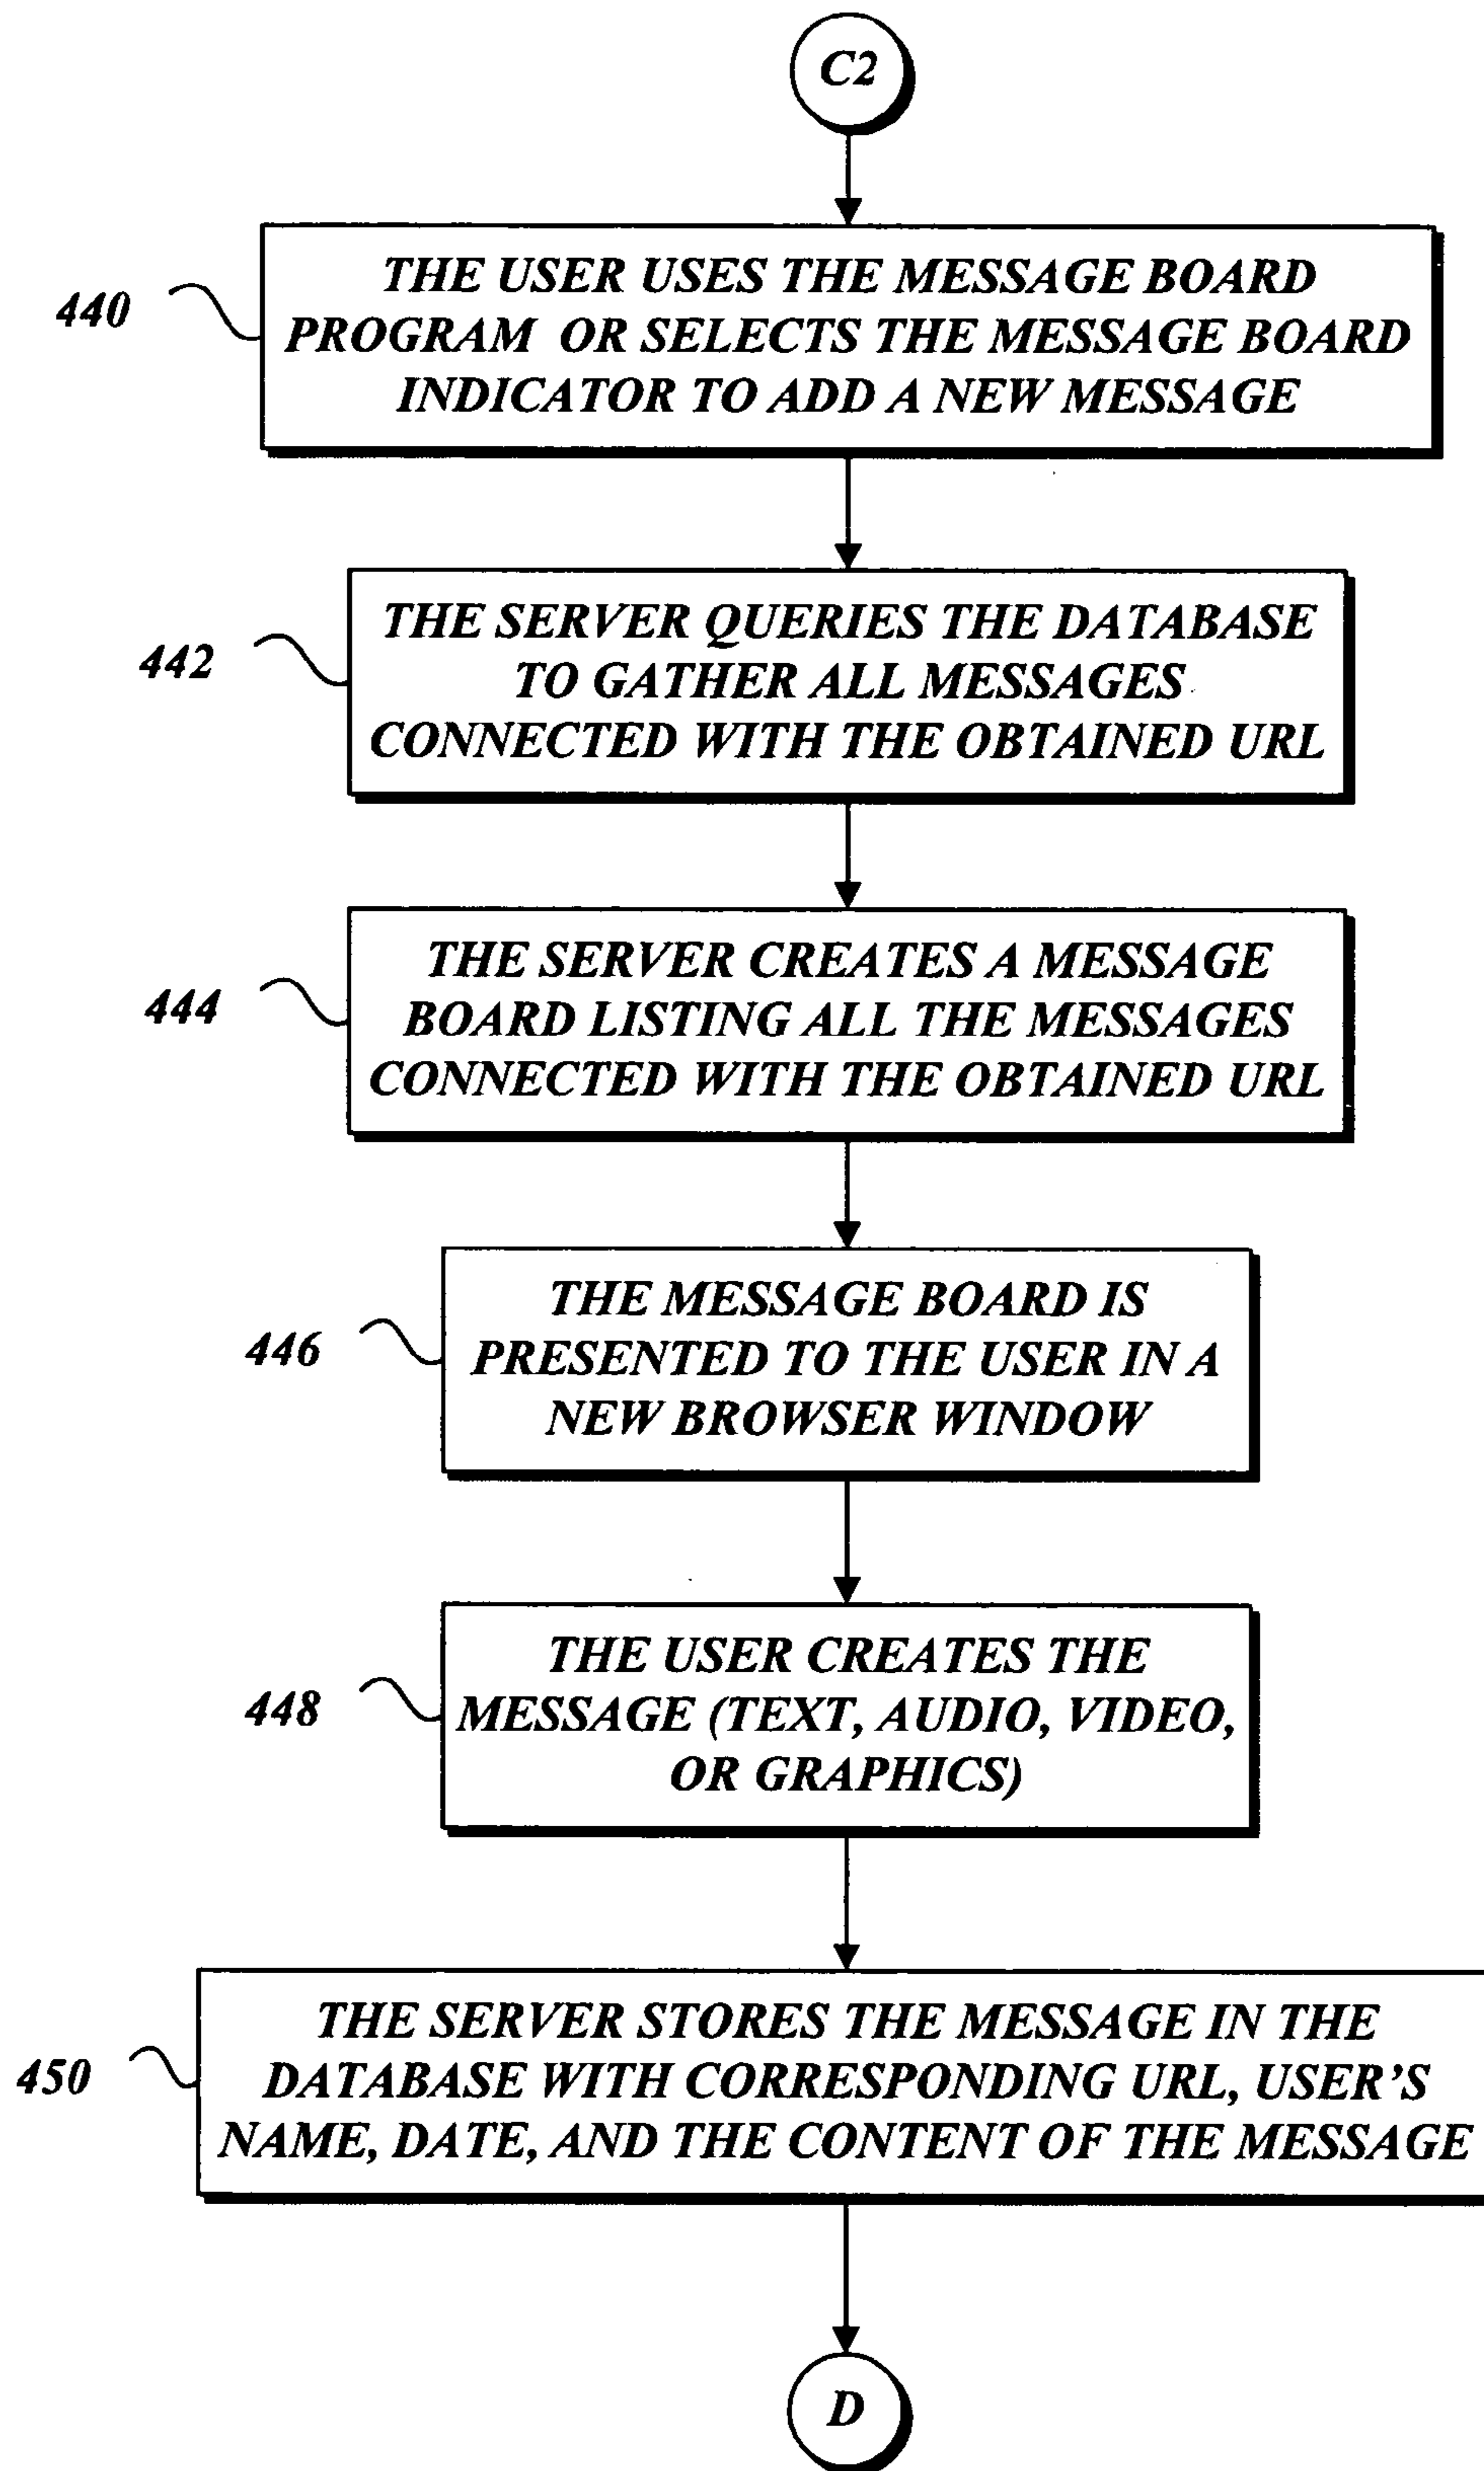 C2
440
THE USER USES THE MESSAGE BOARD
PROGRAM OR SELECTS THE MESSAGE BOARD
INDICATOR TO ADD A NEW MESSAGE
442
THE SERVER QUERIES THE DATABASE
TO GATHER ALL MESSAGES
CONNECTED WITH THE OBTAINED URL
444
THE SERVER CREATES A MESSAGE
BOARD LISTING ALL THE MESSAGES
CONNECTED WITH THE OBTAINED URL
446
THE MESSAGE BOARD IS
PRESENTED TO THE USER IN A
NEW BROWSER WINDOW
448
THE USER CREATES THE
MESSAGE (TEXT, AUDIO, VIDEO,
OR GRAPHICS)
450
THE SERVER STORES THE MESSAGE IN THE
DATABASE WITH CORRESPONDING URL, USER'S
NAME, DATE, AND THE CONTENT OF THE MESSAGE
D